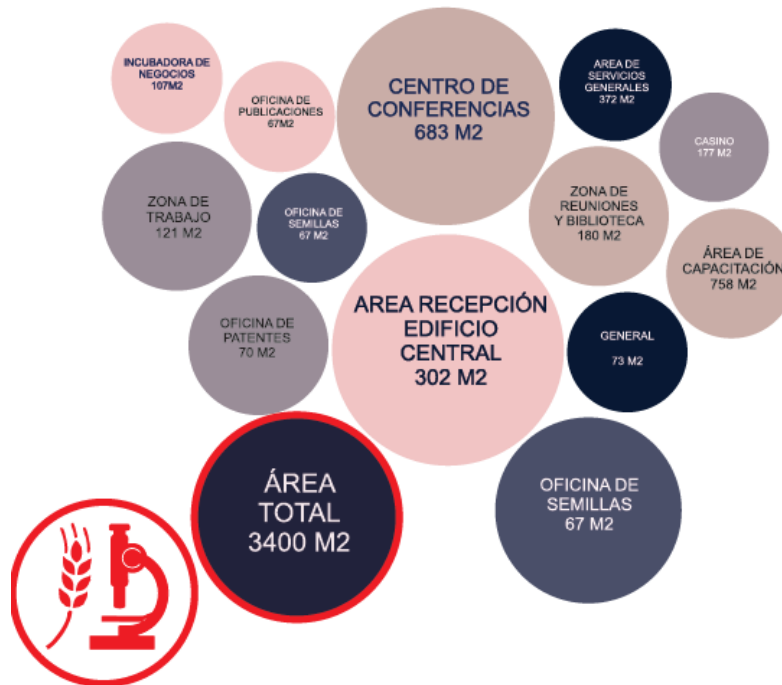 INCUBADORA DE
NEGOCIOS
107M2
OFICINA DE
PUBLICACIONES
67M2
CENTRO DE
CONFERENCIAS
683 M2
AREA DE
SERVICIOS
GENERALES
372 M2
CASINO
177 M2
ZONA DE
TRABAJO
121 M2
OFICINA DE
SEMILLAS
67 M2
ZONA DE
REUNIONES
Y BIBLIOTECA
180 M2
ÁREA DE
CAPACITACIÓN
758 M2
OFICINA DE
PATENTES
70 M2
AREA RECEPCIÓN
EDIFICIO
CENTRAL
302 M2
GENERAL
73 M2
ÁREA
TOTAL
3400 M2
OFICINA DE
SEMILLAS
67 M2